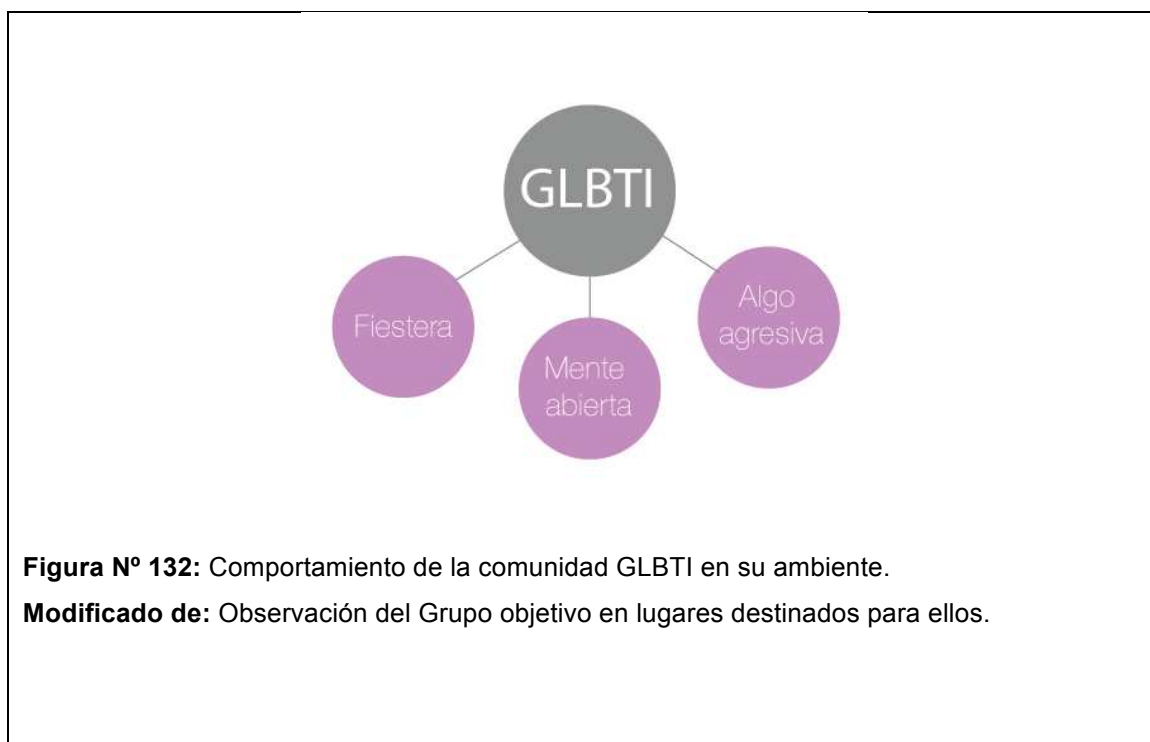 GLBTI
Fiestera
Mente
abierta
Algo
agresiva
Figura Nº 132: Comportamiento de la comunidad GLBTI en su ambiente.
Modificado de: Observación del Grupo objetivo en lugares destinados para ellos.